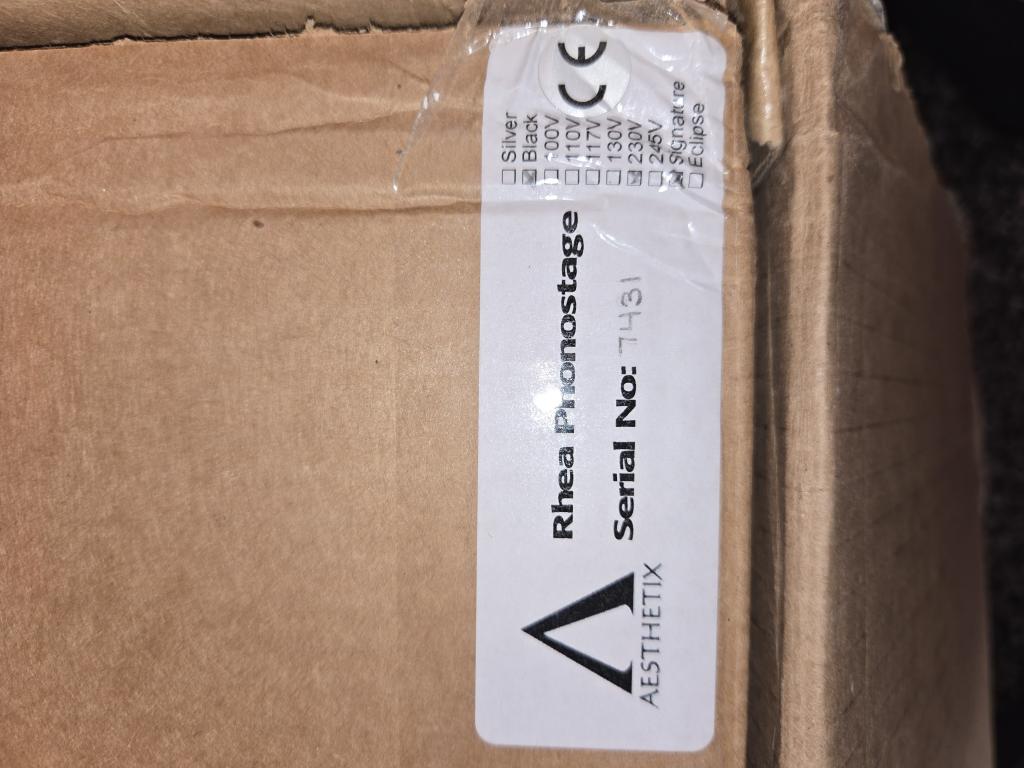 AESTHETIX
Rhea Phonostage
Serial No: 7431
☐ Silver
☒ Black
☐ 100V
☐ 110V
☐ 117V
☐ 130V
☒ 230V
☐ 245V
☒ Signature
☐ Eclipse
CE